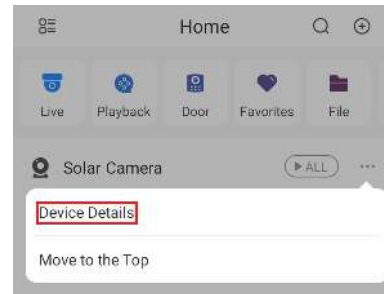 Home
Live Playback Door Favorites File
Solar Camera ALL ...
Device Details
Move to the Top